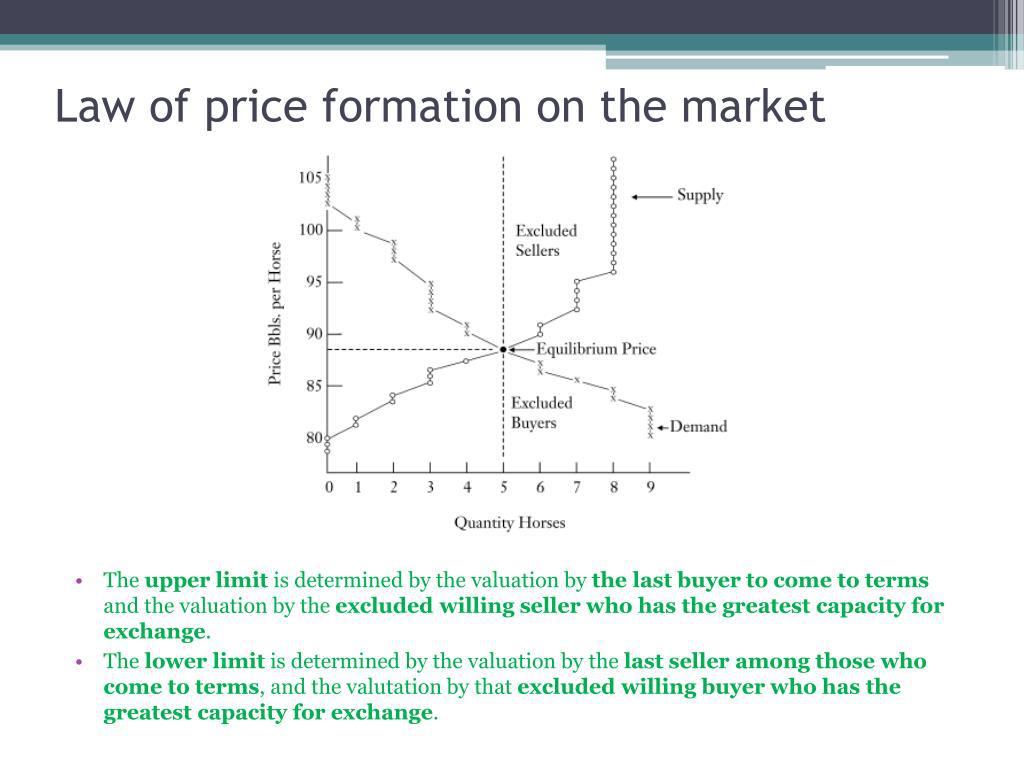 Law of price formation on the market
105
100
95
90
85
80
Price Bbls. per Horse
Supply
Excluded
Sellers
Equilibrium Price
Excluded
Buyers
Demand
0 1 2 3 4 5 6 7 8 9
Quantity Horses
• The upper limit is determined by the valuation by the last buyer to come to terms
and the valuation by the excluded willing seller who has the greatest capacity for
exchange.
• The lower limit is determined by the valuation by the last seller among those who
come to terms, and the valutation by that excluded willing buyer who has the
greatest capacity for exchange.